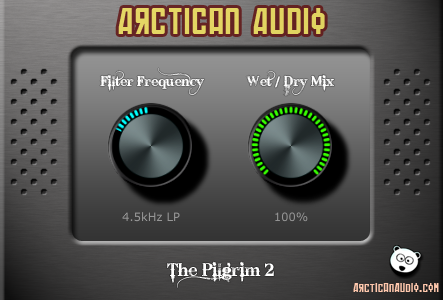 ARCTICAN AUDIO
Filter Frequency
Wet / Dry Mix
4.5kHz LP
100%
The Pilgrim 2
ARCTICANAUDIO.COM